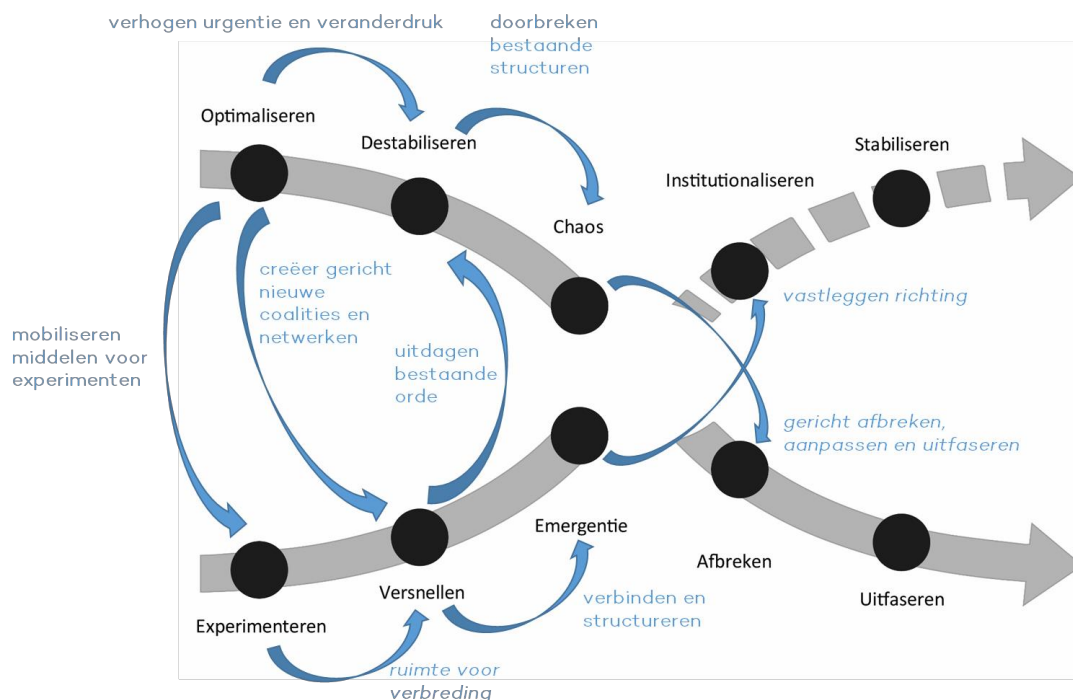 verhogen urgentie en veranderdruk
doorbreken
bestaande
structuren
Optimaliseren
Destabiliseren
Chaos
Institutionaliseren
Stabiliseren
creëer gericht
nieuwe
coalities en
netwerken
mobiliseren
middelen voor
experimenten
uitdagen
bestaande
orde
vastleggen richting
gericht afbreken,
aanpassen en uitfaseren
Emergentie
Afbreken
Versnellen
Uitfaseren
Experimenteren
verbinden en
structureren
ruimte voor
verbreding